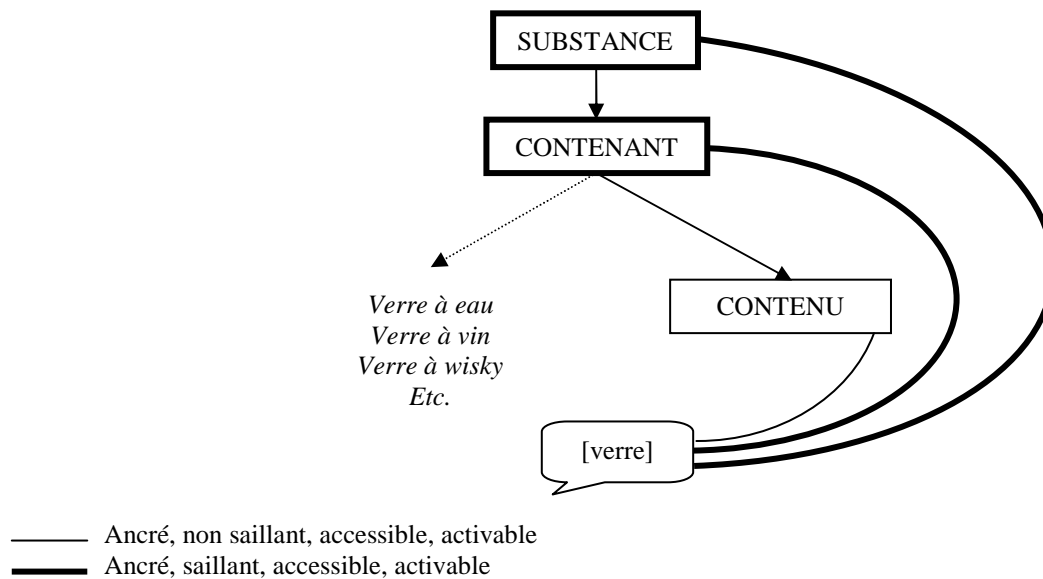 SUBSTANCE
CONTENANT
Verre à eau
Verre à vin
Verre à wisky
Etc.
CONTENU
[verre]
Ancré, non saillant, accessible, activable
Ancré, saillant, accessible, activable